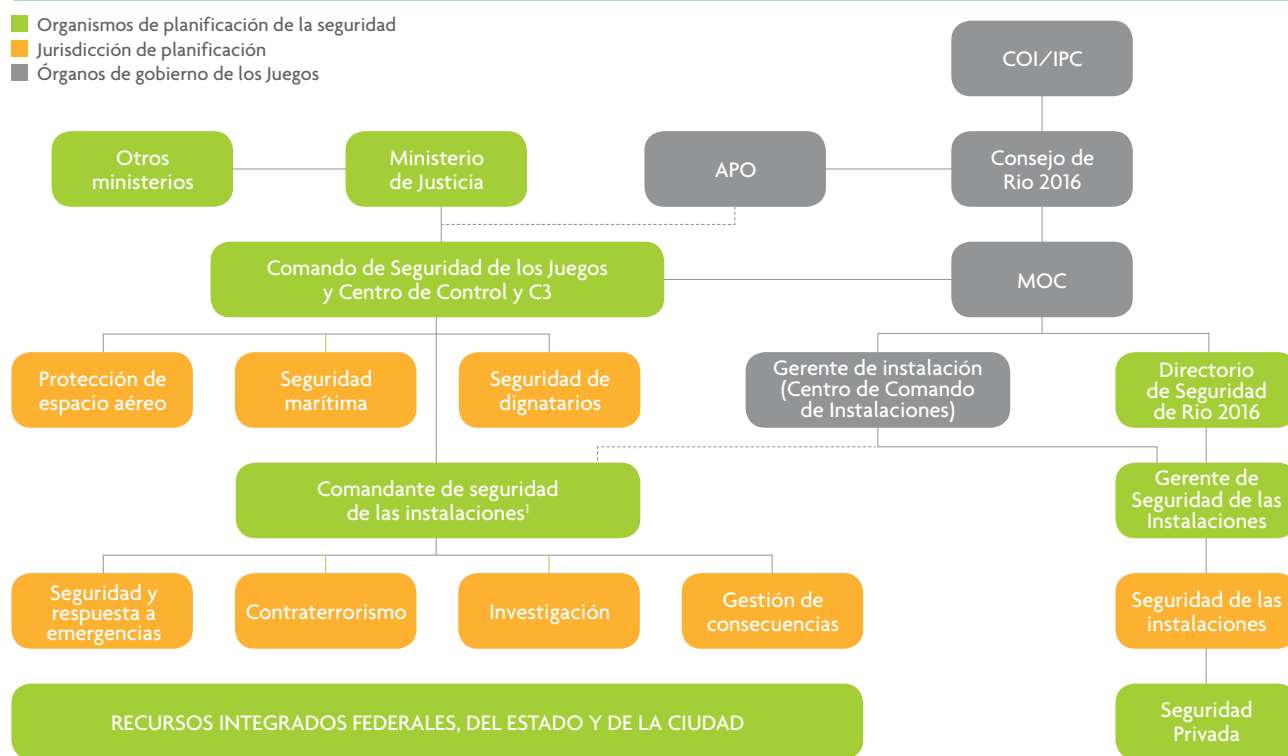 Organismos de planificación de la seguridad
Jurisdicción de planificación
Órganos de gobierno de los Juegos
COI/IPC
Otros
ministerios
Ministerio
de Justicia
APO
Consejo de
Rio 2016
Comando de Seguridad de los Juegos
y Centro de Control y C3
MOC
Protección de
espacio aéreo
Seguridad
marítima
Seguridad de
dignatarios
Gerente de instalación
(Centro de Comando
de Instalaciones)
Directorio
de Seguridad
de Rio 2016
Comandante de seguridad
de las instalaciones¹
Gerente de
Seguridad de las
Instalaciones
Seguridad y
respuesta a
emergencias
Contraterrorismo
Investigación
Gestión de
consecuencias
Seguridad de las
instalaciones
RECURSOS INTEGRADOS FEDERALES, DEL ESTADO Y DE LA CIUDAD
Seguridad
Privada